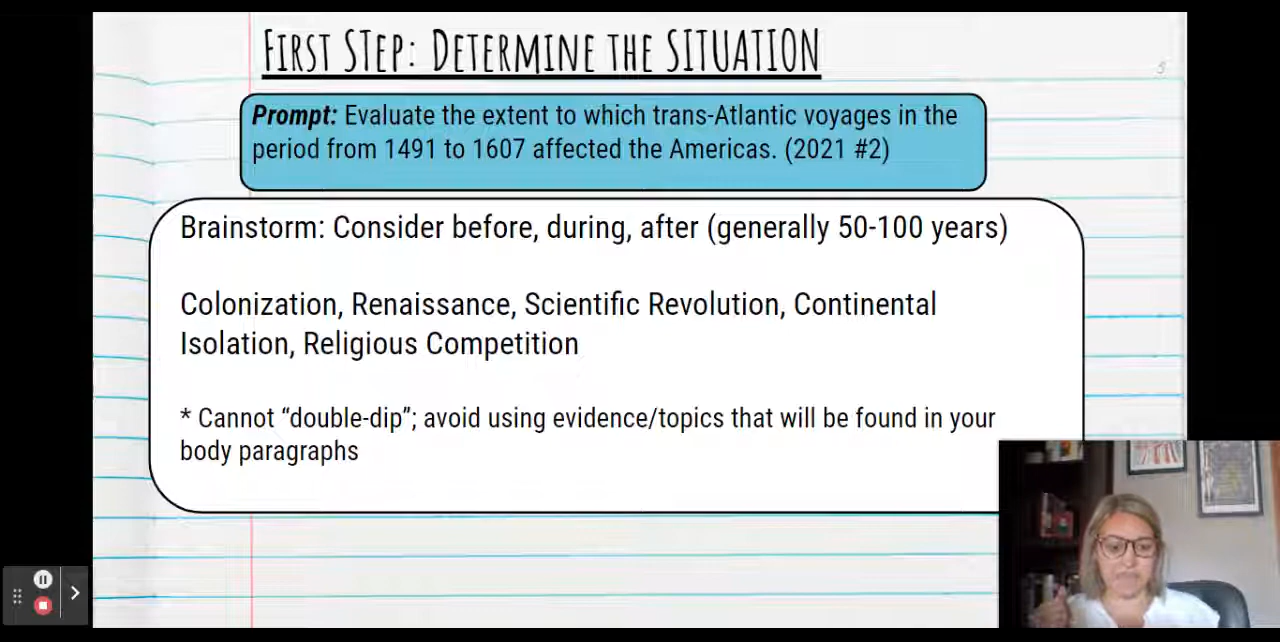 FIRST STEP: DETERMINE THE SITUATION
5
Prompt: Evaluate the extent to which trans-Atlantic voyages in the
period from 1491 to 1607 affected the Americas. (2021 #2)
Brainstorm: Consider before, during, after (generally 50-100 years)
Colonization, Renaissance, Scientific Revolution, Continental
Isolation, Religious Competition
* Cannot “double-dip”; avoid using evidence/topics that will be found in your
body paragraphs